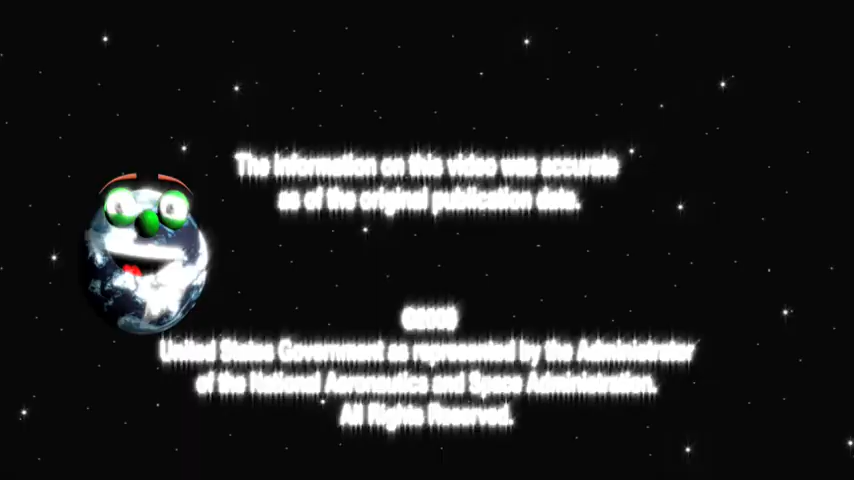 The information on this video was accurate
as of the original publication date.
United States Government as represented by the Administrator
of the National Aeronautics and Space Administration.
All Rights Reserved.